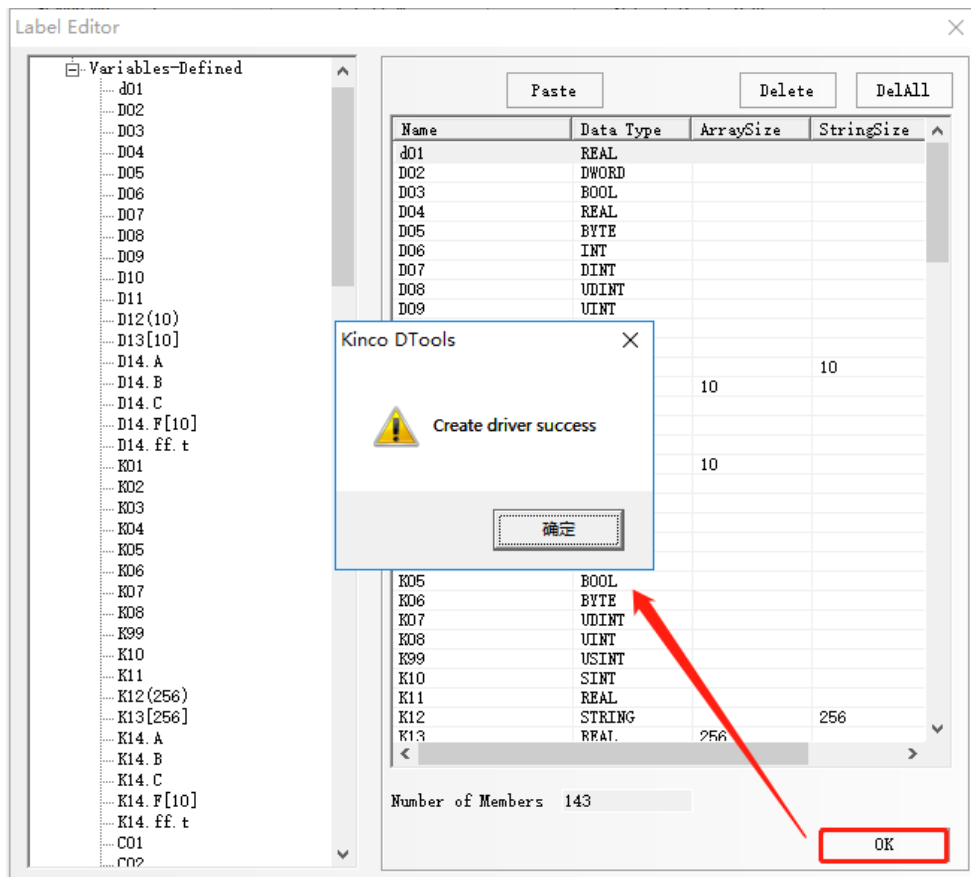 Label Editor
Variables-Defined
d01
D02
D03
D04
D05
D06
D07
D08
D09
D10
D11
D12(10)
D13[10]
D14.A
D14.B
D14.C
D14.F[10]
D14.ff.t
K01
K02
K03
K04
K05
K06
K07
K08
K99
K10
K11
K12(256)
K13[256]
K14.A
K14.B
K14.C
K14.F[10]
K14.ff.t
C01
C02
Paste Delete DelAll
Name Data Type ArraySize StringSize
d01 REAL
D02 DWORD
D03 BOOL
D04 REAL
D05 BYTE
D06 INT
D07 DINT
D08 UDINT
D09 UINT
10
10
10
Kinco DTools
Create driver success
确定
K05 BOOL
K06 BYTE
K07 UDINT
K08 UINT
K99 USINT
K10 SINT
K11 REAL
K12 STRING 256
K13 REAL 256
Number of Members 143
OK